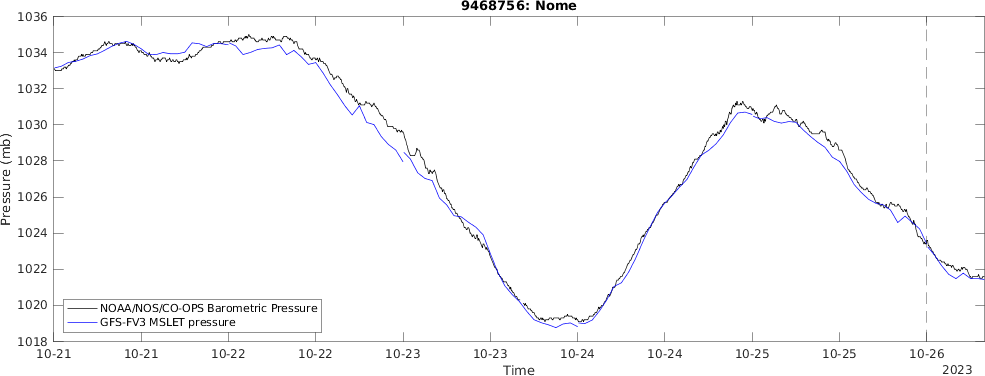 9468756: Nome
1036
1034
1032
1030
1028
1026
1024
1022
1020
1018
Pressure (mb)
NOAA/NOS/CO-OPS Barometric Pressure
GFS-FV3 MSLET pressure
10-21 10-21 10-22 10-22 10-23 10-23 10-24 10-24 10-25 10-25 10-26
Time
2023